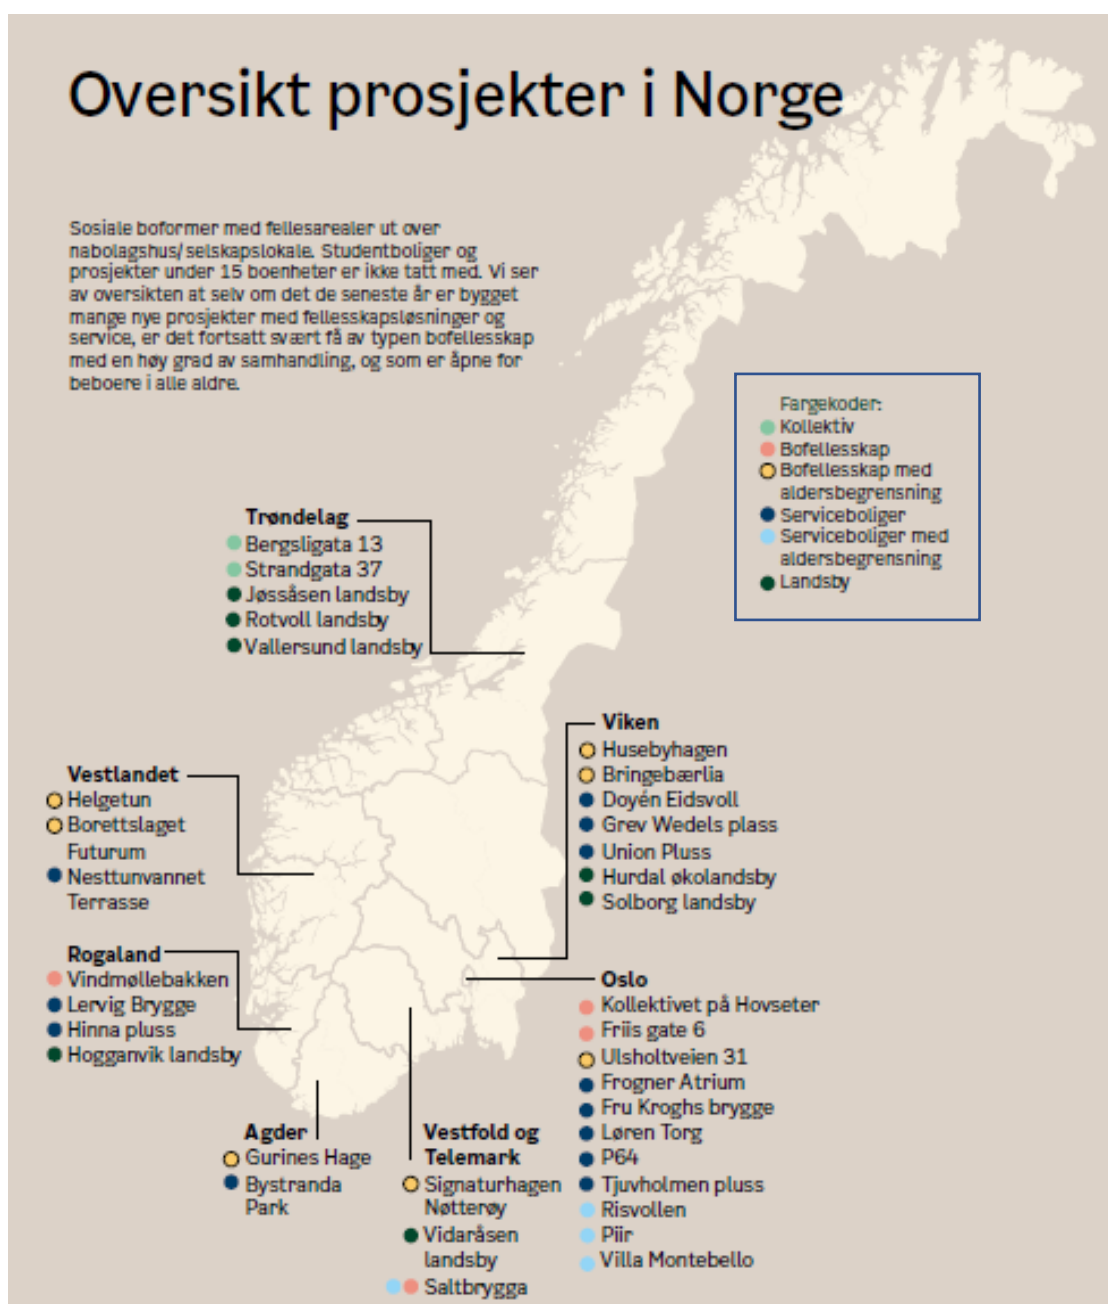 Oversikt prosjekter i Norge
Sosiale boformer med fellesarealer ut over
nabolagshus/selskapslokale. Studentboliger og
prosjekter under 15 boenheter er ikke tatt med. Vi ser
av oversikten at selv om det de seneste år er bygget
mange nye prosjekter med fellesskapsløsninger og
service, er det fortsatt svært få av typen bofellesskap
med en høy grad av samhandling, og som er åpne for
beboere i alle aldre.
Fargekoder:
Kollektiv
Bofellesskap
Bofellesskap med
aldersbegrensning
Serviceboliger
Serviceboliger med
aldersbegrensning
Landsby
Trøndelag
Bergsligata 13
Strandgata 37
Jøssåsen landsby
Rotvoll landsby
Vallersund landsby
Viken
Husebyhagen
Bringebærlia
Doyén Eidsvoll
Grev Wedels plass
Union Pluss
Hurdal økolandsby
Solborg landsby
Vestlandet
Helgetun
Borettslaget
Futurum
Nesttunvannet
Terrasse
Rogaland
Vindmøllebakken
Lervig Brygge
Hinna pluss
Hogganvik landsby
Oslo
Kollektivet på Hovseter
Friis gate 6
Ulsholtveien 31
Frogner Atrium
Fru Kroghs brygge
Løren Torg
P64
Tjuvholmen pluss
Risvollen
Piir
Villa Montebello
Agder
Gurines Hage
Bystranda
Park
Vestfold og
Telemark
Signaturhagen
Nøtterøy
Vidaråsen
landsby
Saltbrygga